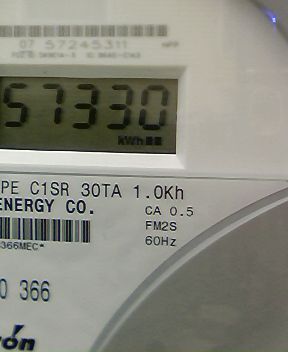 07 57245311
57330
kWh
PE C1SR 30TA 1.0Kh
ENERGY CO.
CA 0.5
FM2S
60Hz
366MEC*
0 366
rón